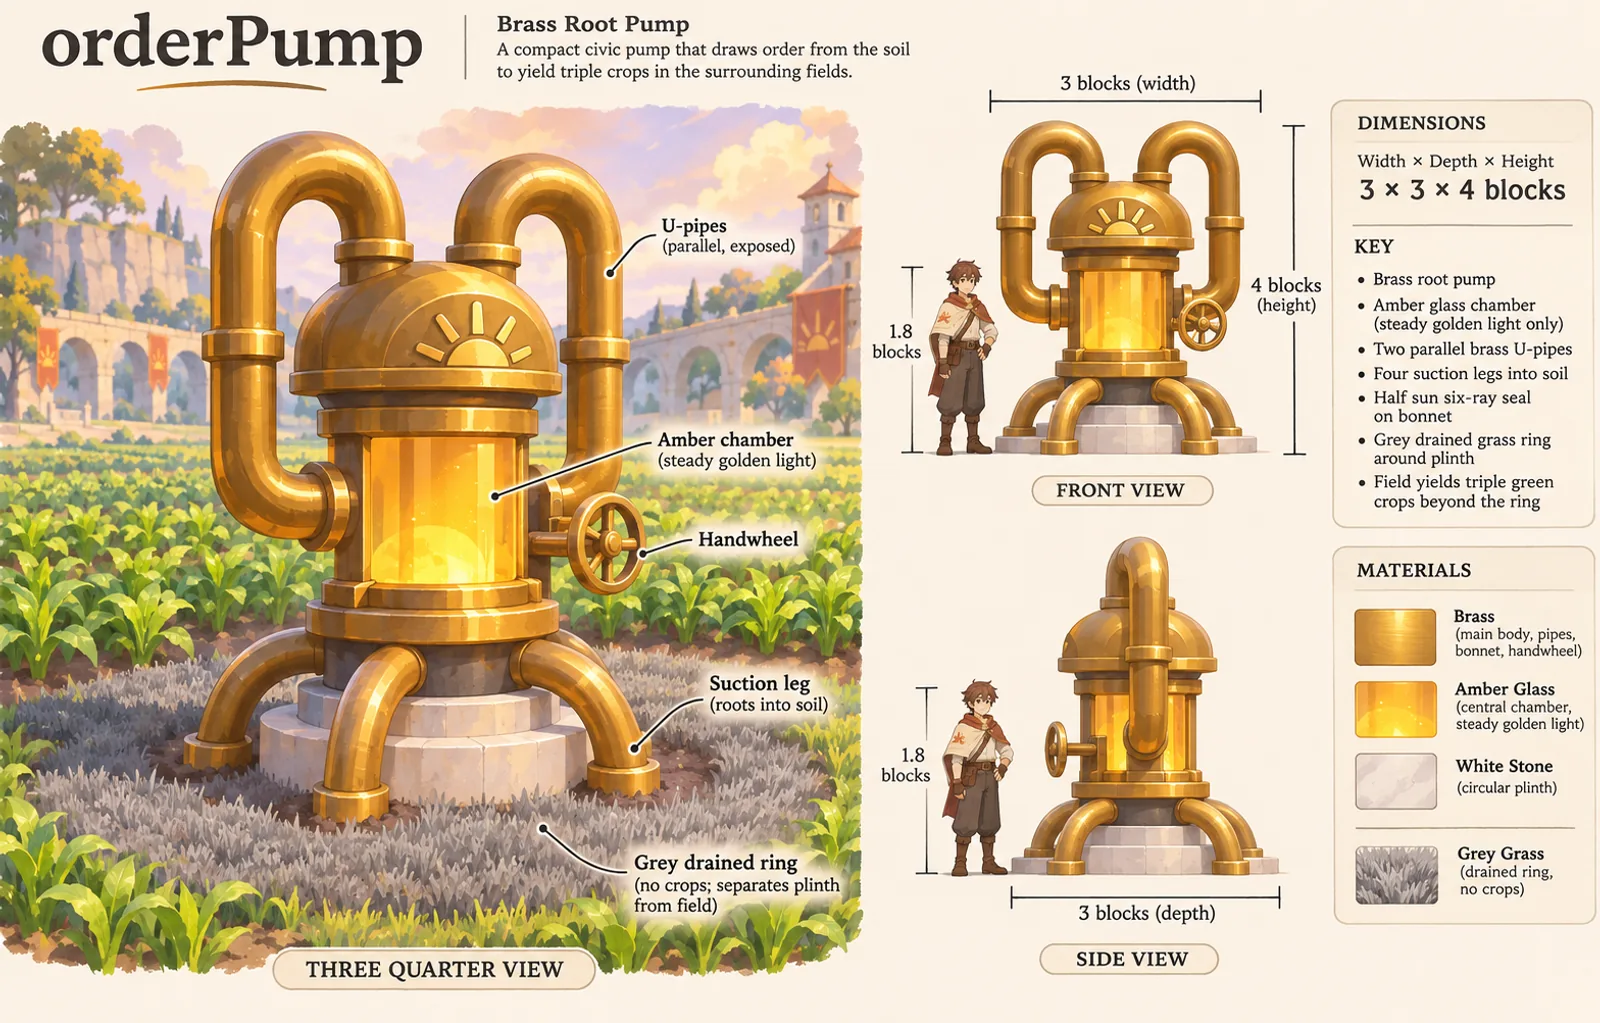 orderPump
Brass Root Pump
A compact civic pump that draws order from the soil
to yield triple crops in the surrounding fields.
U-pipes
(parallel, exposed)
Amber chamber
(steady golden light)
Handwheel
Suction leg
(roots into soil)
Grey drained ring
(no crops; separates plinth
from field)
THREE QUARTER VIEW
3 blocks (width)
4 blocks
(height)
1.8
blocks
FRONT VIEW
1.8
blocks
3 blocks (depth)
SIDE VIEW
DIMENSIONS
Width × Depth × Height
3 × 3 × 4 blocks
KEY
• Brass root pump
• Amber glass chamber
(steady golden light only)
• Two parallel brass U-pipes
• Four suction legs into soil
• Half sun six-ray seal
on bonnet
• Grey drained grass ring
around plinth
• Field yields triple green
crops beyond the ring
MATERIALS
Brass
(main body, pipes,
bonnet, handwheel)
Amber Glass
(central chamber,
steady golden light)
White Stone
(circular plinth)
Grey Grass
(drained ring,
no crops)